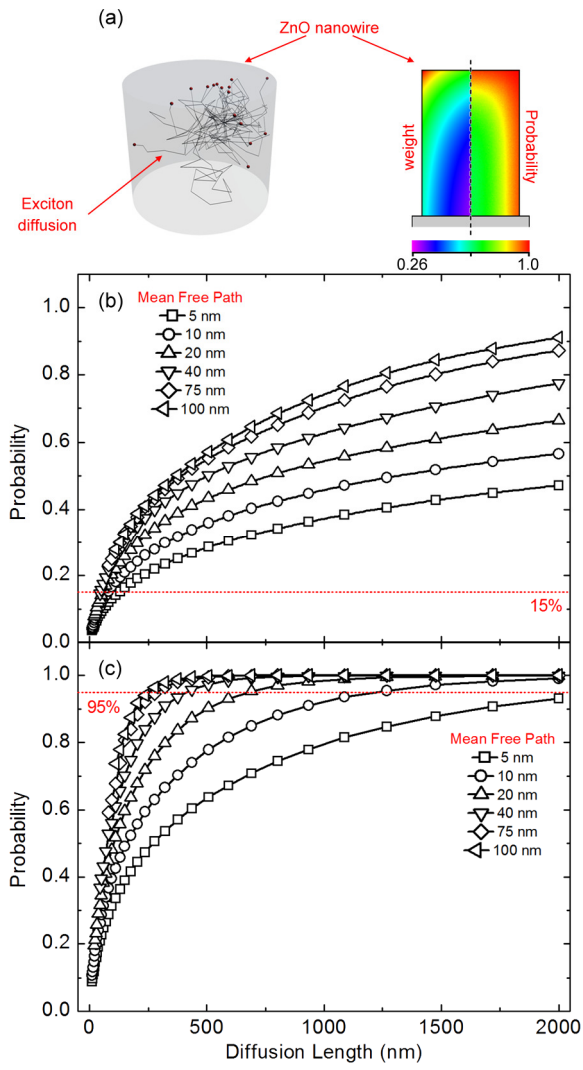 (a)
ZnO nanowire
Exciton
diffusion
weight
Probability
0.26
1.0
(b)
Mean Free Path
5 nm
10 nm
20 nm
40 nm
75 nm
100 nm
1.0
0.8
0.6
0.4
0.2
0.0
Probability
15%
(c)
95%
Mean Free Path
5 nm
10 nm
20 nm
40 nm
75 nm
100 nm
1.0
0.8
0.6
0.4
0.2
0.0
Probability
0
500
1000
1500
2000
Diffusion Length (nm)